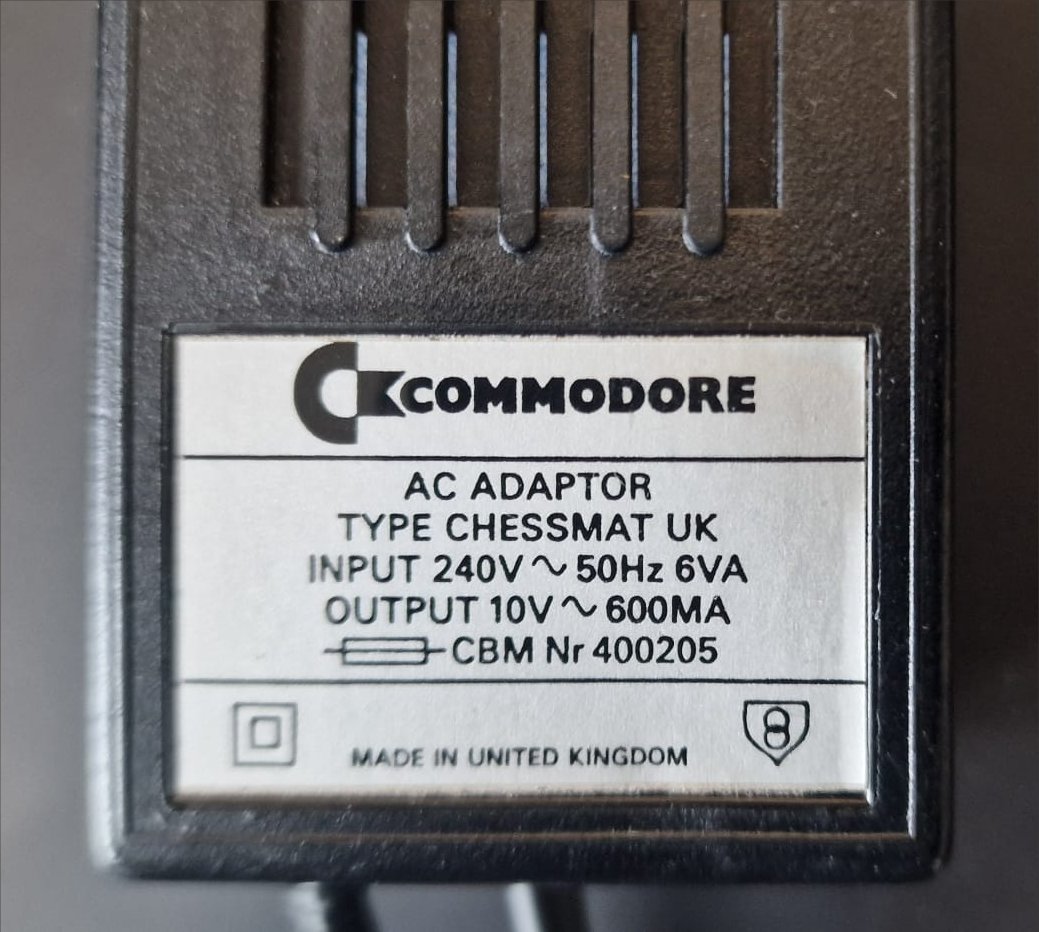 COMMODORE
AC ADAPTOR
TYPE CHESSMAT UK
INPUT 240V ~ 50Hz 6VA
OUTPUT 10V ~ 600MA
CBM Nr 400205
MADE IN UNITED KINGDOM